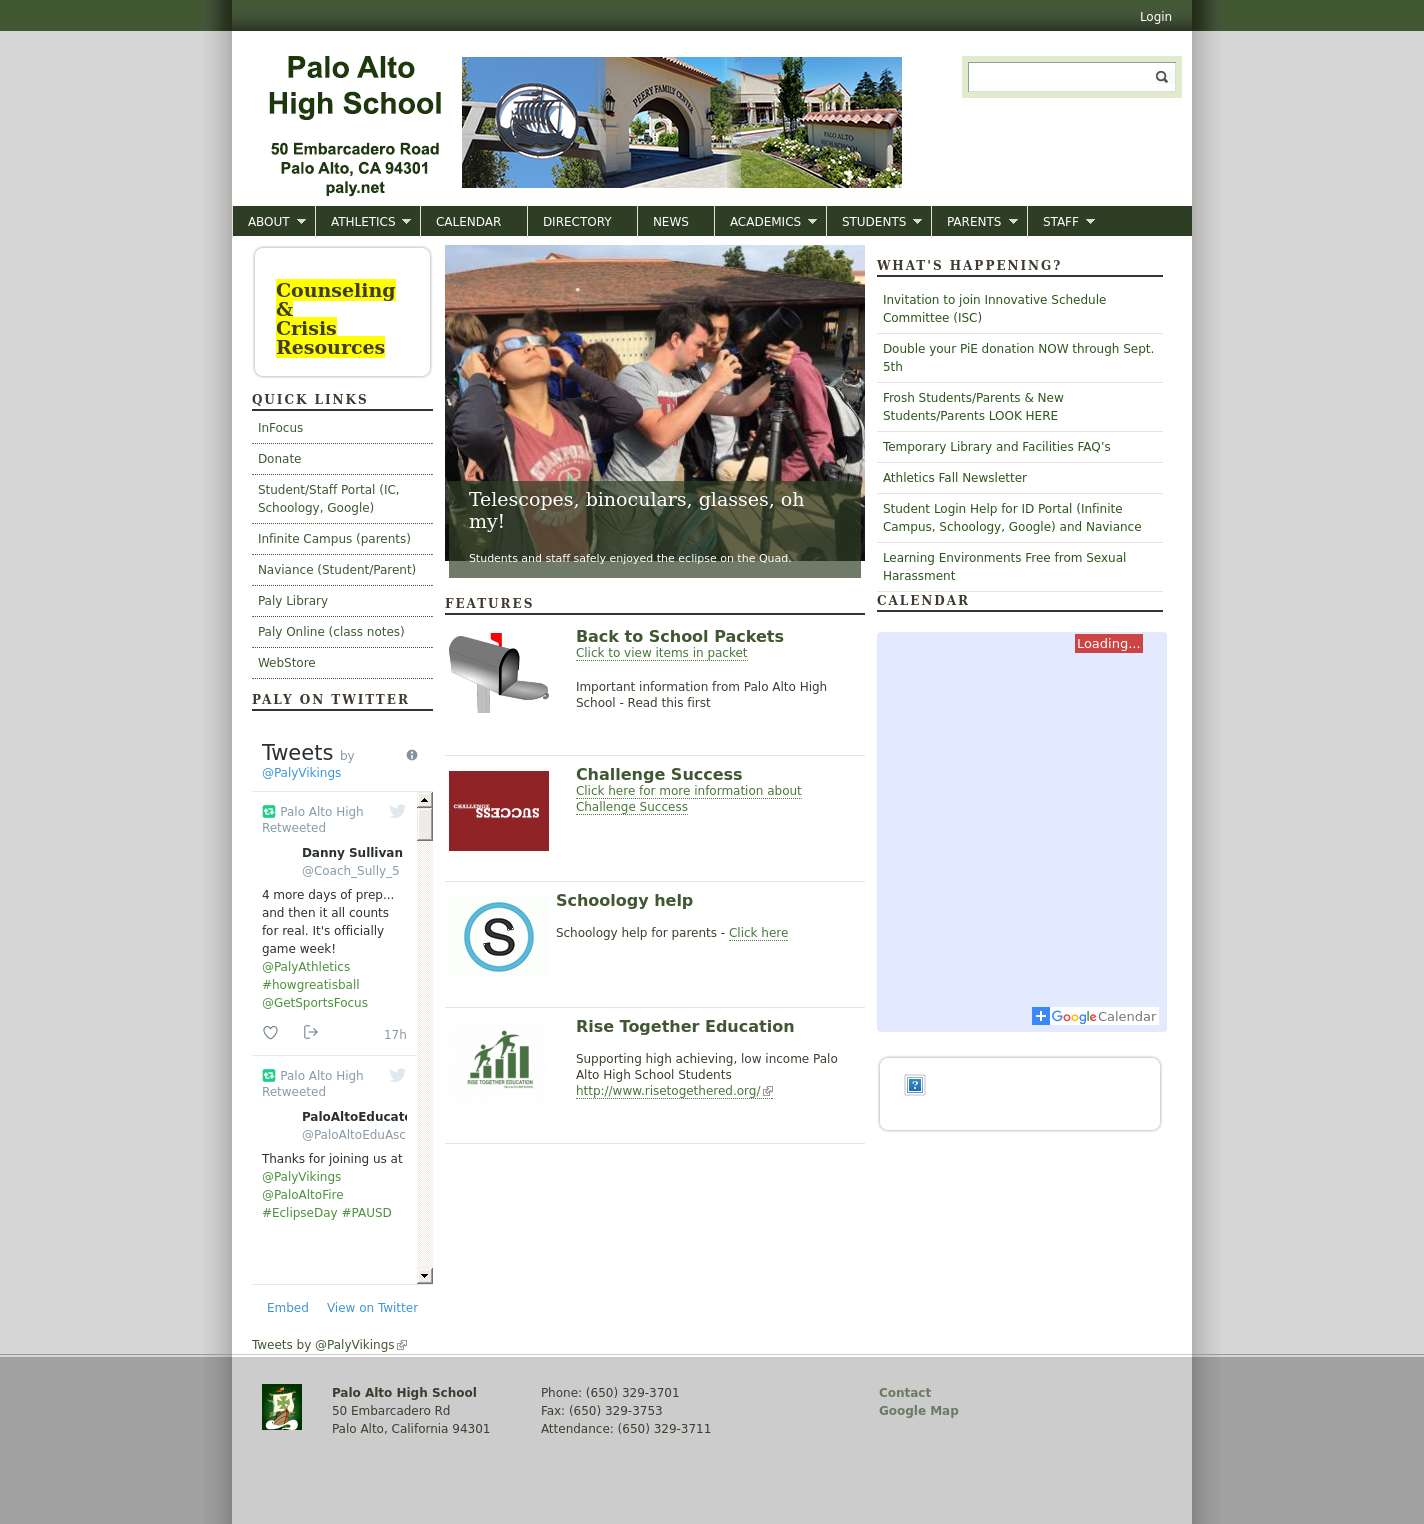 Login
Palo Alto
High School
50 Embarcadero Road
Palo Alto, CA 94301
paly.net
PEERY FAMILY CENTER
PALO ALTO
HIGH SCHOOL
ABOUT
ATHLETICS
CALENDAR
DIRECTORY
NEWS
ACADEMICS
STUDENTS
PARENTS
STAFF
Counseling
&
Crisis
Resources
QUICK LINKS
InFocus
Donate
Student/Staff Portal (IC,
Schoology, Google)
Infinite Campus (parents)
Naviance (Student/Parent)
Paly Library
Paly Online (class notes)
WebStore
PALY ON TWITTER
Tweets by
@PalyVikings
Palo Alto High
Retweeted
Danny Sullivan
@Coach_Sully_5
4 more days of prep...
and then it all counts
for real. It's officially
game week!
@PalyAthletics
#howgreatisball
@GetSportsFocus
17h
Palo Alto High
Retweeted
PaloAltoEducato
@PaloAltoEduAsc
Thanks for joining us at
@PalyVikings
@PaloAltoFire
#EclipseDay #PAUSD
Embed
View on Twitter
Tweets by @PalyVikings
STANFORD
Telescopes, binoculars, glasses, oh
my!
Students and staff safely enjoyed the eclipse on the Quad.
FEATURES
Back to School Packets
Click to view items in packet
Important information from Palo Alto High
School - Read this first
CHALLENGE
SUCCESS
Challenge Success
Click here for more information about
Challenge Success
S
Schoology help
Schoology help for parents - Click here
RISE TOGETHER EDUCATION
Rise Together Education
Supporting high achieving, low income Palo
Alto High School Students
http://www.risetogethered.org/
WHAT'S HAPPENING?
Invitation to join Innovative Schedule
Committee (ISC)
Double your PiE donation NOW through Sept.
5th
Frosh Students/Parents & New
Students/Parents LOOK HERE
Temporary Library and Facilities FAQ’s
Athletics Fall Newsletter
Student Login Help for ID Portal (Infinite
Campus, Schoology, Google) and Naviance
Learning Environments Free from Sexual
Harassment
CALENDAR
Loading...
Google Calendar
?
Palo Alto High School
50 Embarcadero Rd
Palo Alto, California 94301
Phone: (650) 329-3701
Fax: (650) 329-3753
Attendance: (650) 329-3711
Contact
Google Map